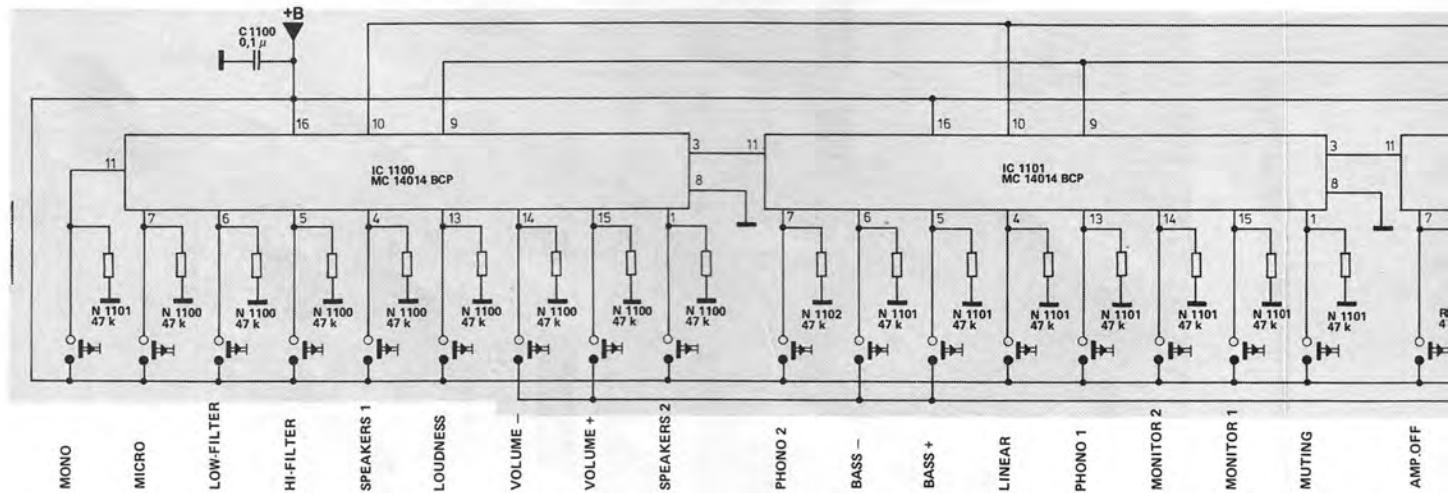 +B
C 1100
0,1 µ
16 10 9
16 10 9
11
IC 1100
MC 14014 BCP
3
8
11
IC 1101
MC 14014 BCP
3
8
11
7 6 5 4 13 14 15 1
7 6 5 4 13 14 15 1
7
N 1101
47 k
N 1100
47 k
N 1100
47 k
N 1100
47 k
N 1100
47 k
N 1100
47 k
N 1100
47 k
N 1100
47 k
N 1100
47 k
N 1102
47 k
N 1101
47 k
N 1101
47 k
N 1101
47 k
N 1101
47 k
N 1101
47 k
N 1101
47 k
N 1101
47 k
R
4
MONO
MICRO
LOW-FILTER
HI-FILTER
SPEAKERS 1
LOUDNESS
VOLUME −
VOLUME +
SPEAKERS 2
PHONO 2
BASS −
BASS +
LINEAR
PHONO 1
MONITOR 2
MONITOR 1
MUTING
AMP.OFF